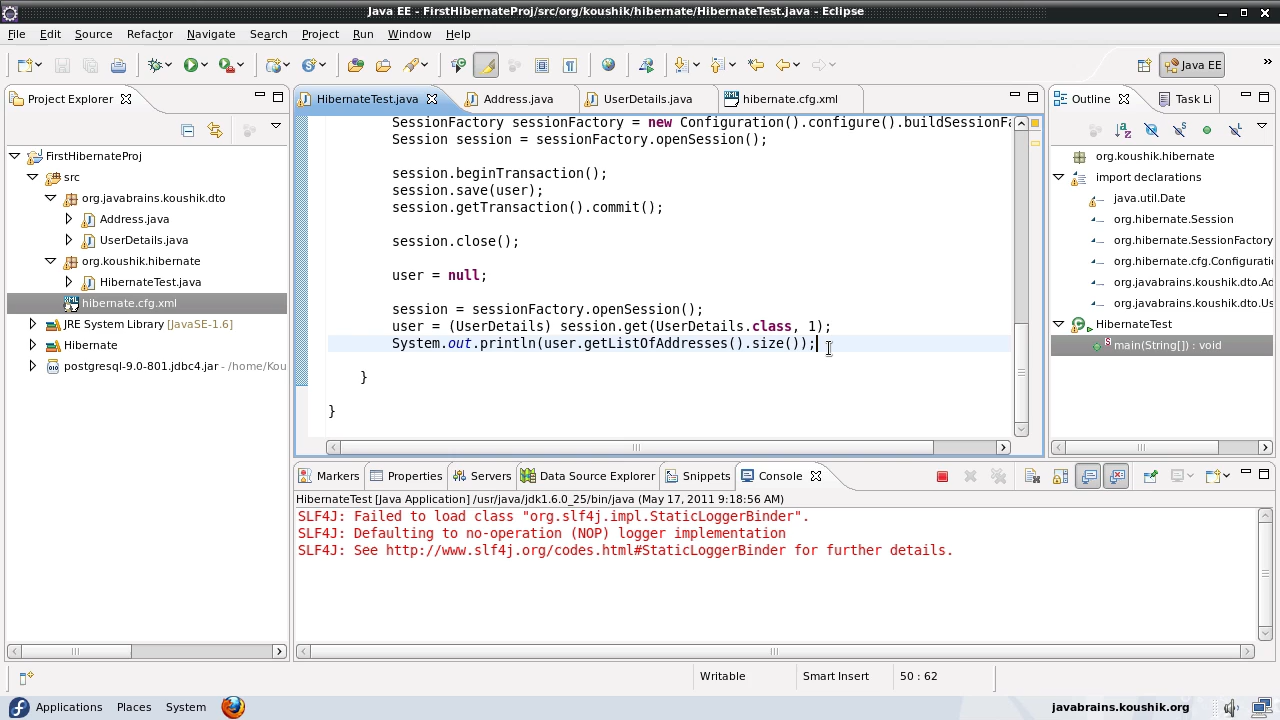 Java EE - FirstHibernateProj/src/org/koushik/hibernate/HibernateTest.java - Eclipse
File Edit Source Refactor Navigate Search Project Run Window Help
Java EE
»
Project Explorer
FirstHibernateProj
src
org.javabrains.koushik.dto
Address.java
UserDetails.java
org.koushik.hibernate
HibernateTest.java
hibernate.cfg.xml
JRE System Library [JavaSE-1.6]
Hibernate
postgresql-9.0-801.jdbc4.jar - /home/Kou
HibernateTest.java Address.java UserDetails.java hibernate.cfg.xml
SessionFactory sessionFactory = new Configuration().configure().buildSessionFa
Session session = sessionFactory.openSession();
session.beginTransaction();
session.save(user);
session.getTransaction().commit();
session.close();
user = null;
session = sessionFactory.openSession();
user = (UserDetails) session.get(UserDetails.class, 1);
System.out.println(user.getListOfAddresses().size());
}
}
Outline Task Li
org.koushik.hibernate
import declarations
java.util.Date
org.hibernate.Session
org.hibernate.SessionFactory
org.hibernate.cfg.Configuratio
org.javabrains.koushik.dto.Ad
org.javabrains.koushik.dto.Us
HibernateTest
main(String[]) : void
Markers Properties Servers Data Source Explorer Snippets Console
HibernateTest [Java Application] /usr/java/jdk1.6.0_25/bin/java (May 17, 2011 9:18:56 AM)
SLF4J: Failed to load class "org.slf4j.impl.StaticLoggerBinder".
SLF4J: Defaulting to no-operation (NOP) logger implementation
SLF4J: See http://www.slf4j.org/codes.html#StaticLoggerBinder for further details.
Writable Smart Insert 50 : 62
Applications Places System javabrains.koushik.org